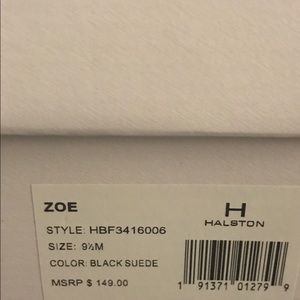 ZOE
STYLE: HBF3416006
SIZE: 9½M
COLOR: BLACK SUEDE
MSRP $ 149.00
H
HALSTON
1 91371 01279 9